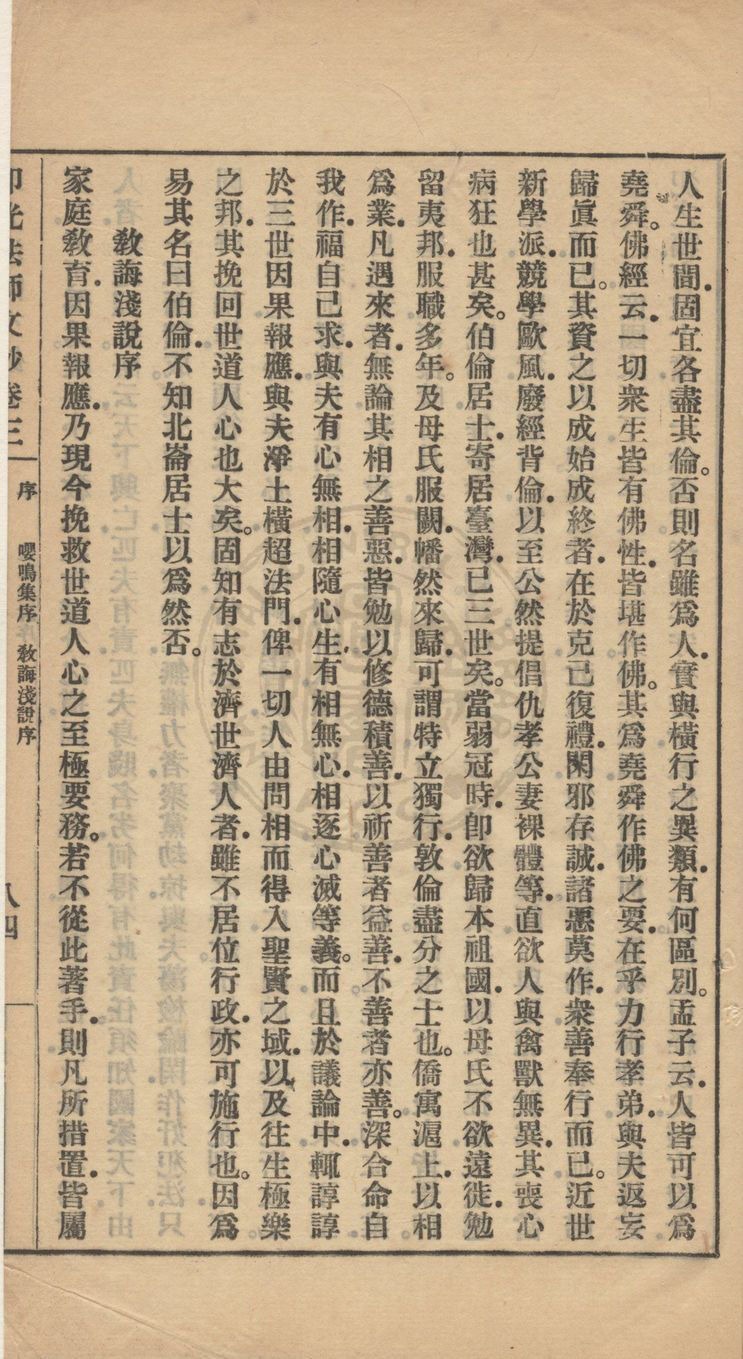 人生世間。固宜各盡其倫。否則名雖爲人。實與橫行之異類。有何區別。孟子云。人皆可以爲
堯舜。佛經云。一切衆生皆有佛性。皆堪作佛。其爲堯舜作佛之要。在乎力行孝弟。與夫返妄
歸眞而已。其資之以成始成終者。在於克己復禮。閑邪存誠。諸惡莫作。衆善奉行而已。近世
新學派。競學歐風。廢經背倫。以至公然提倡仇孝公妻裸體等。直欲人與禽獸無異。其喪心
病狂也甚矣。伯倫居士。寄居臺灣。已三世矣。當弱冠時。卽欲歸本祖國。以母氏不欲遠徙。勉
留夷邦。服職多年。及母氏服闋。幡然來歸。可謂特立獨行。敦倫盡分之士也。僑寓滬上。以相
爲業。凡遇來者。無論其相之善惡。皆勉以修德積善。以祈善者益善。不善者亦善。深合命自
我作。福自己求。與夫有心無相。相隨心生。有相無心。相逐心滅等義。而且於議論中。輒諄諄
於三世因果報應。與夫淨土橫超法門。俾一切人由問相而得入聖賢之域。以及往生極樂
之邦。其挽回世道人心也大矣。固知有志於濟世濟人者。雖不居位行政。亦可施行也。因爲
易其名曰伯倫。不知北崙居士以爲然否。
教誨淺說序
家庭教育。因果報應。乃現今挽救世道人心之至極要務。若不從此著手。則凡所措置。皆屬
印光法師文鈔卷三 序 嚶鳴集序 教誨淺說序 八四